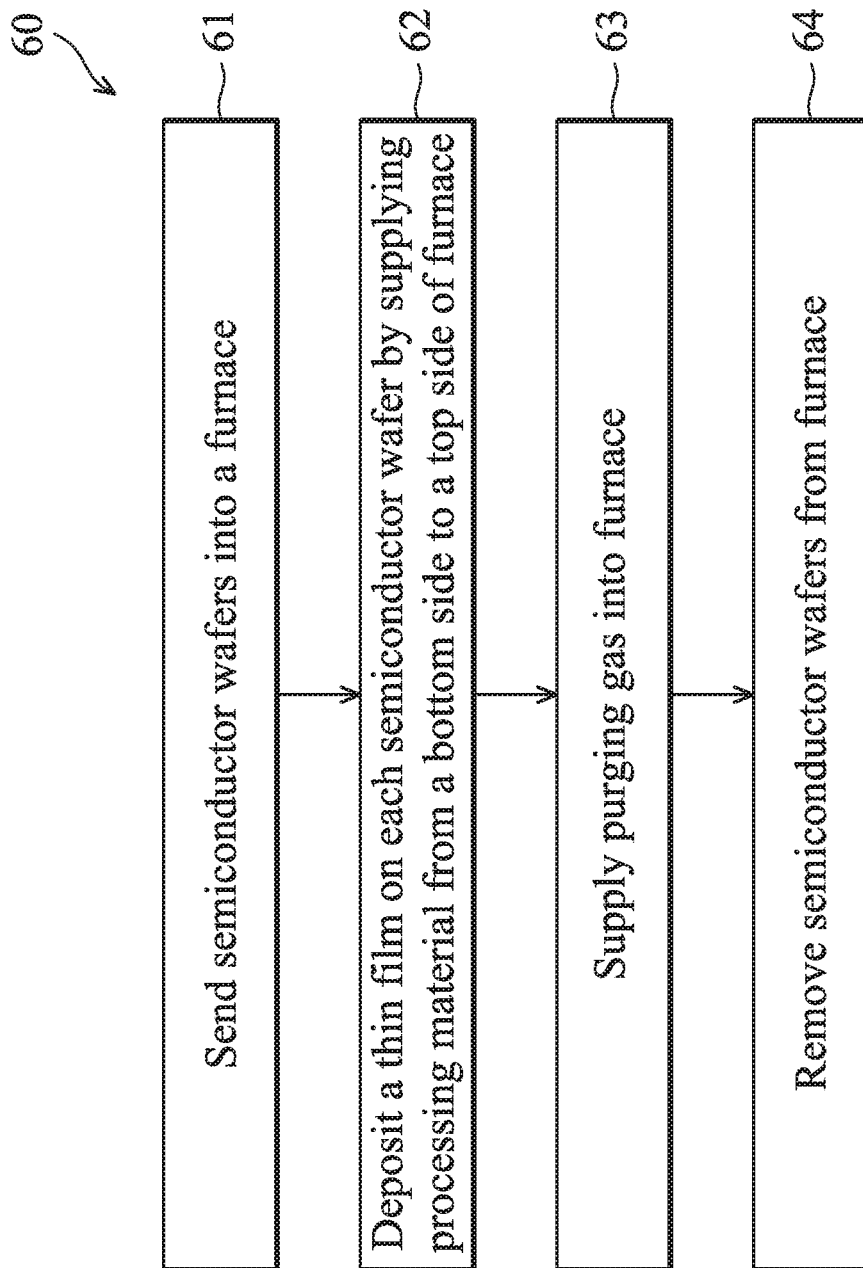 60
Send semiconductor wafers into a furnace
61
Deposit a thin film on each semiconductor wafer by supplying
processing material from a bottom side to a top side of furnace
62
Supply purging gas into furnace
63
Remove semiconductor wafers from furnace
64